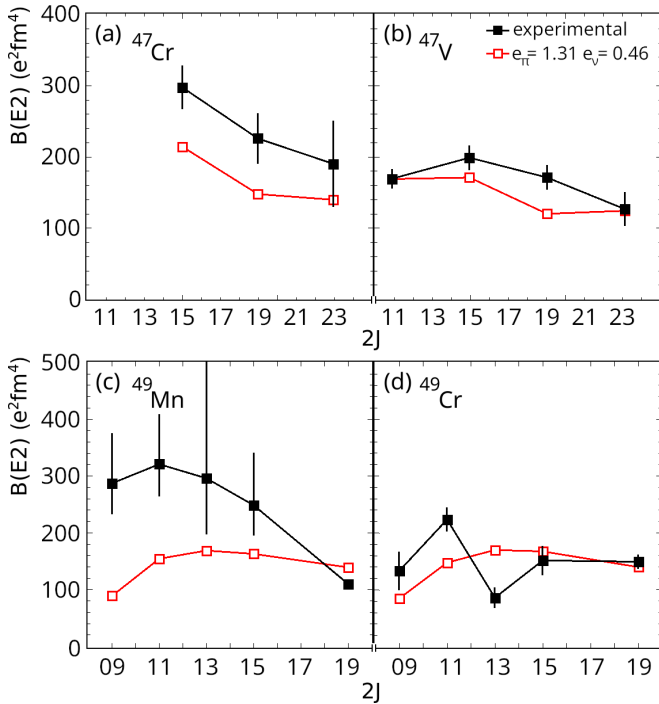 400
300
200
100
0
B(E2) (e²fm⁴)
(a) ⁴⁷Cr
(b) ⁴⁷V
experimental
eπ= 1.31 eν= 0.46
11 13 15 17 19 21 23
11 13 15 17 19 21 23
2J
500
400
300
200
100
0
B(E2) (e²fm⁴)
(c) ⁴⁹Mn
(d) ⁴⁹Cr
09 11 13 15 17 19
09 11 13 15 17 19
2J